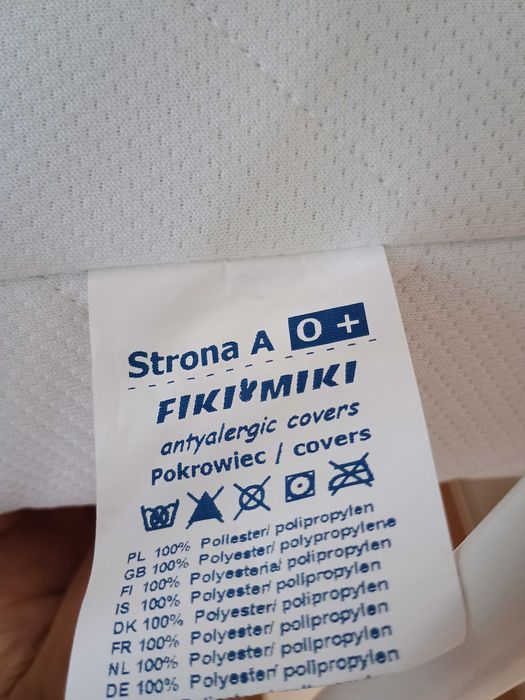 Strona A 0 +
FIKI MIKI
antyalergic covers
Pokrowiec / covers
PL 100% Poliester/ polipropylen
GB 100% Polyester/ polypropylene
FI 100% Polyesteria/ polipropylen
IS 100% Polyester/ polipropylen
DK 100% Polyester/ polipropylen
FR 100% Polyester/ polipropylen
NL 100% Polyester/ polipropylen
DE 100% Polyester/ polipropylen